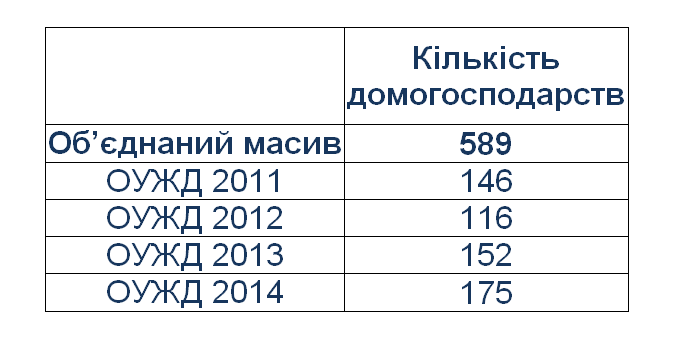 Кількість
домогосподарств
Об’єднаний масив 589
ОУЖД 2011 146
ОУЖД 2012 116
ОУЖД 2013 152
ОУЖД 2014 175